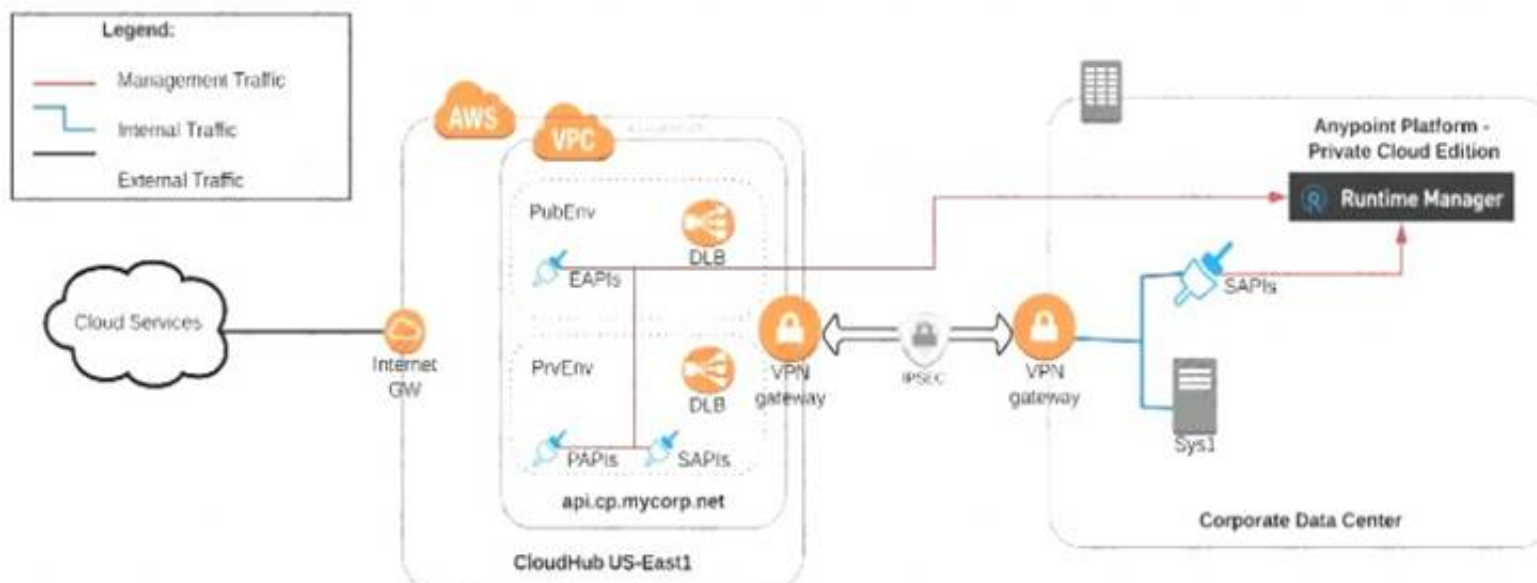 Legend:
Management Traffic
Internal Traffic
External Traffic
AWS
VPC
Anypoint Platform -
Private Cloud Edition
Runtime Manager
PubEnv
DLB
EAPIs
SAPIs
Cloud Services
Internet
GW
PrvEnv
DLB
VPN
gateway
IPSEC
VPN
gateway
PAPIs
SAPIs
Sys1
api.cp.mycorp.net
Corporate Data Center
CloudHub US-East1